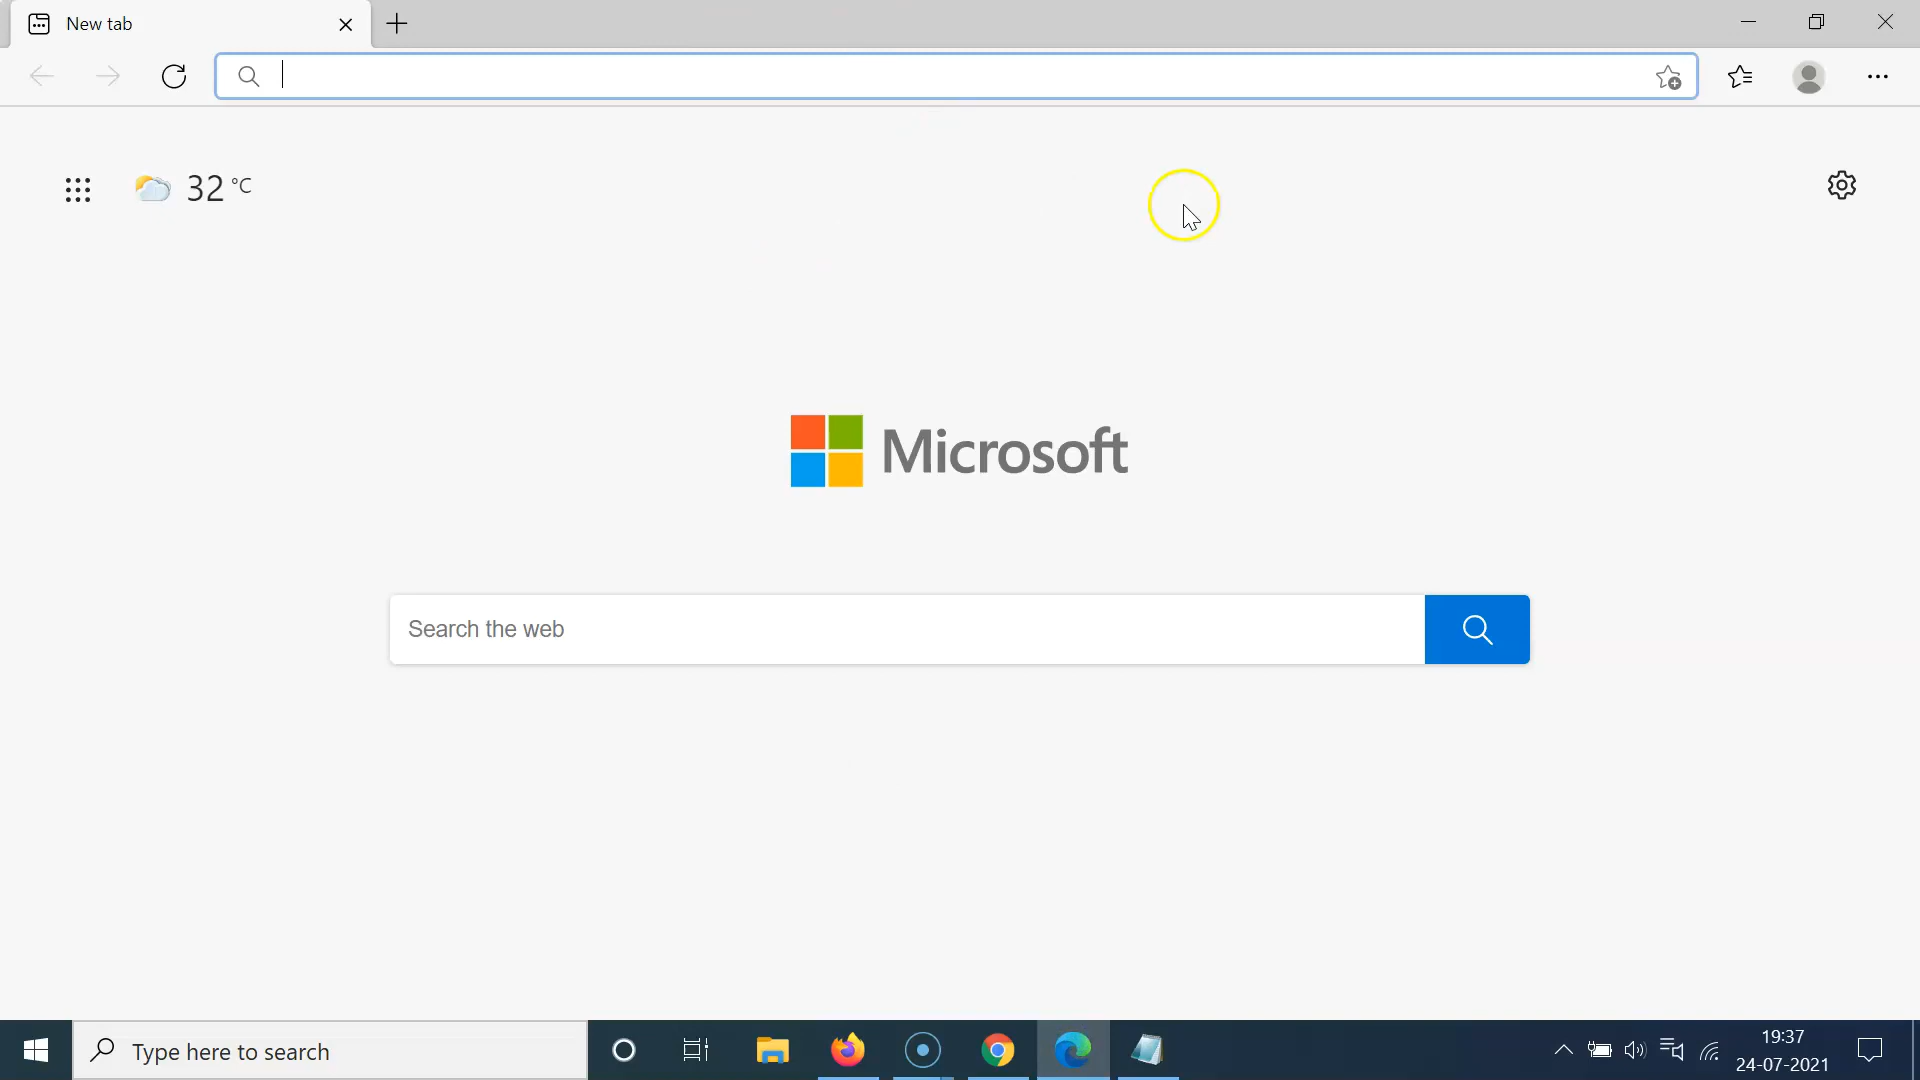 New tab
32 °C
Microsoft
Search the web
Type here to search
19:37
24-07-2021